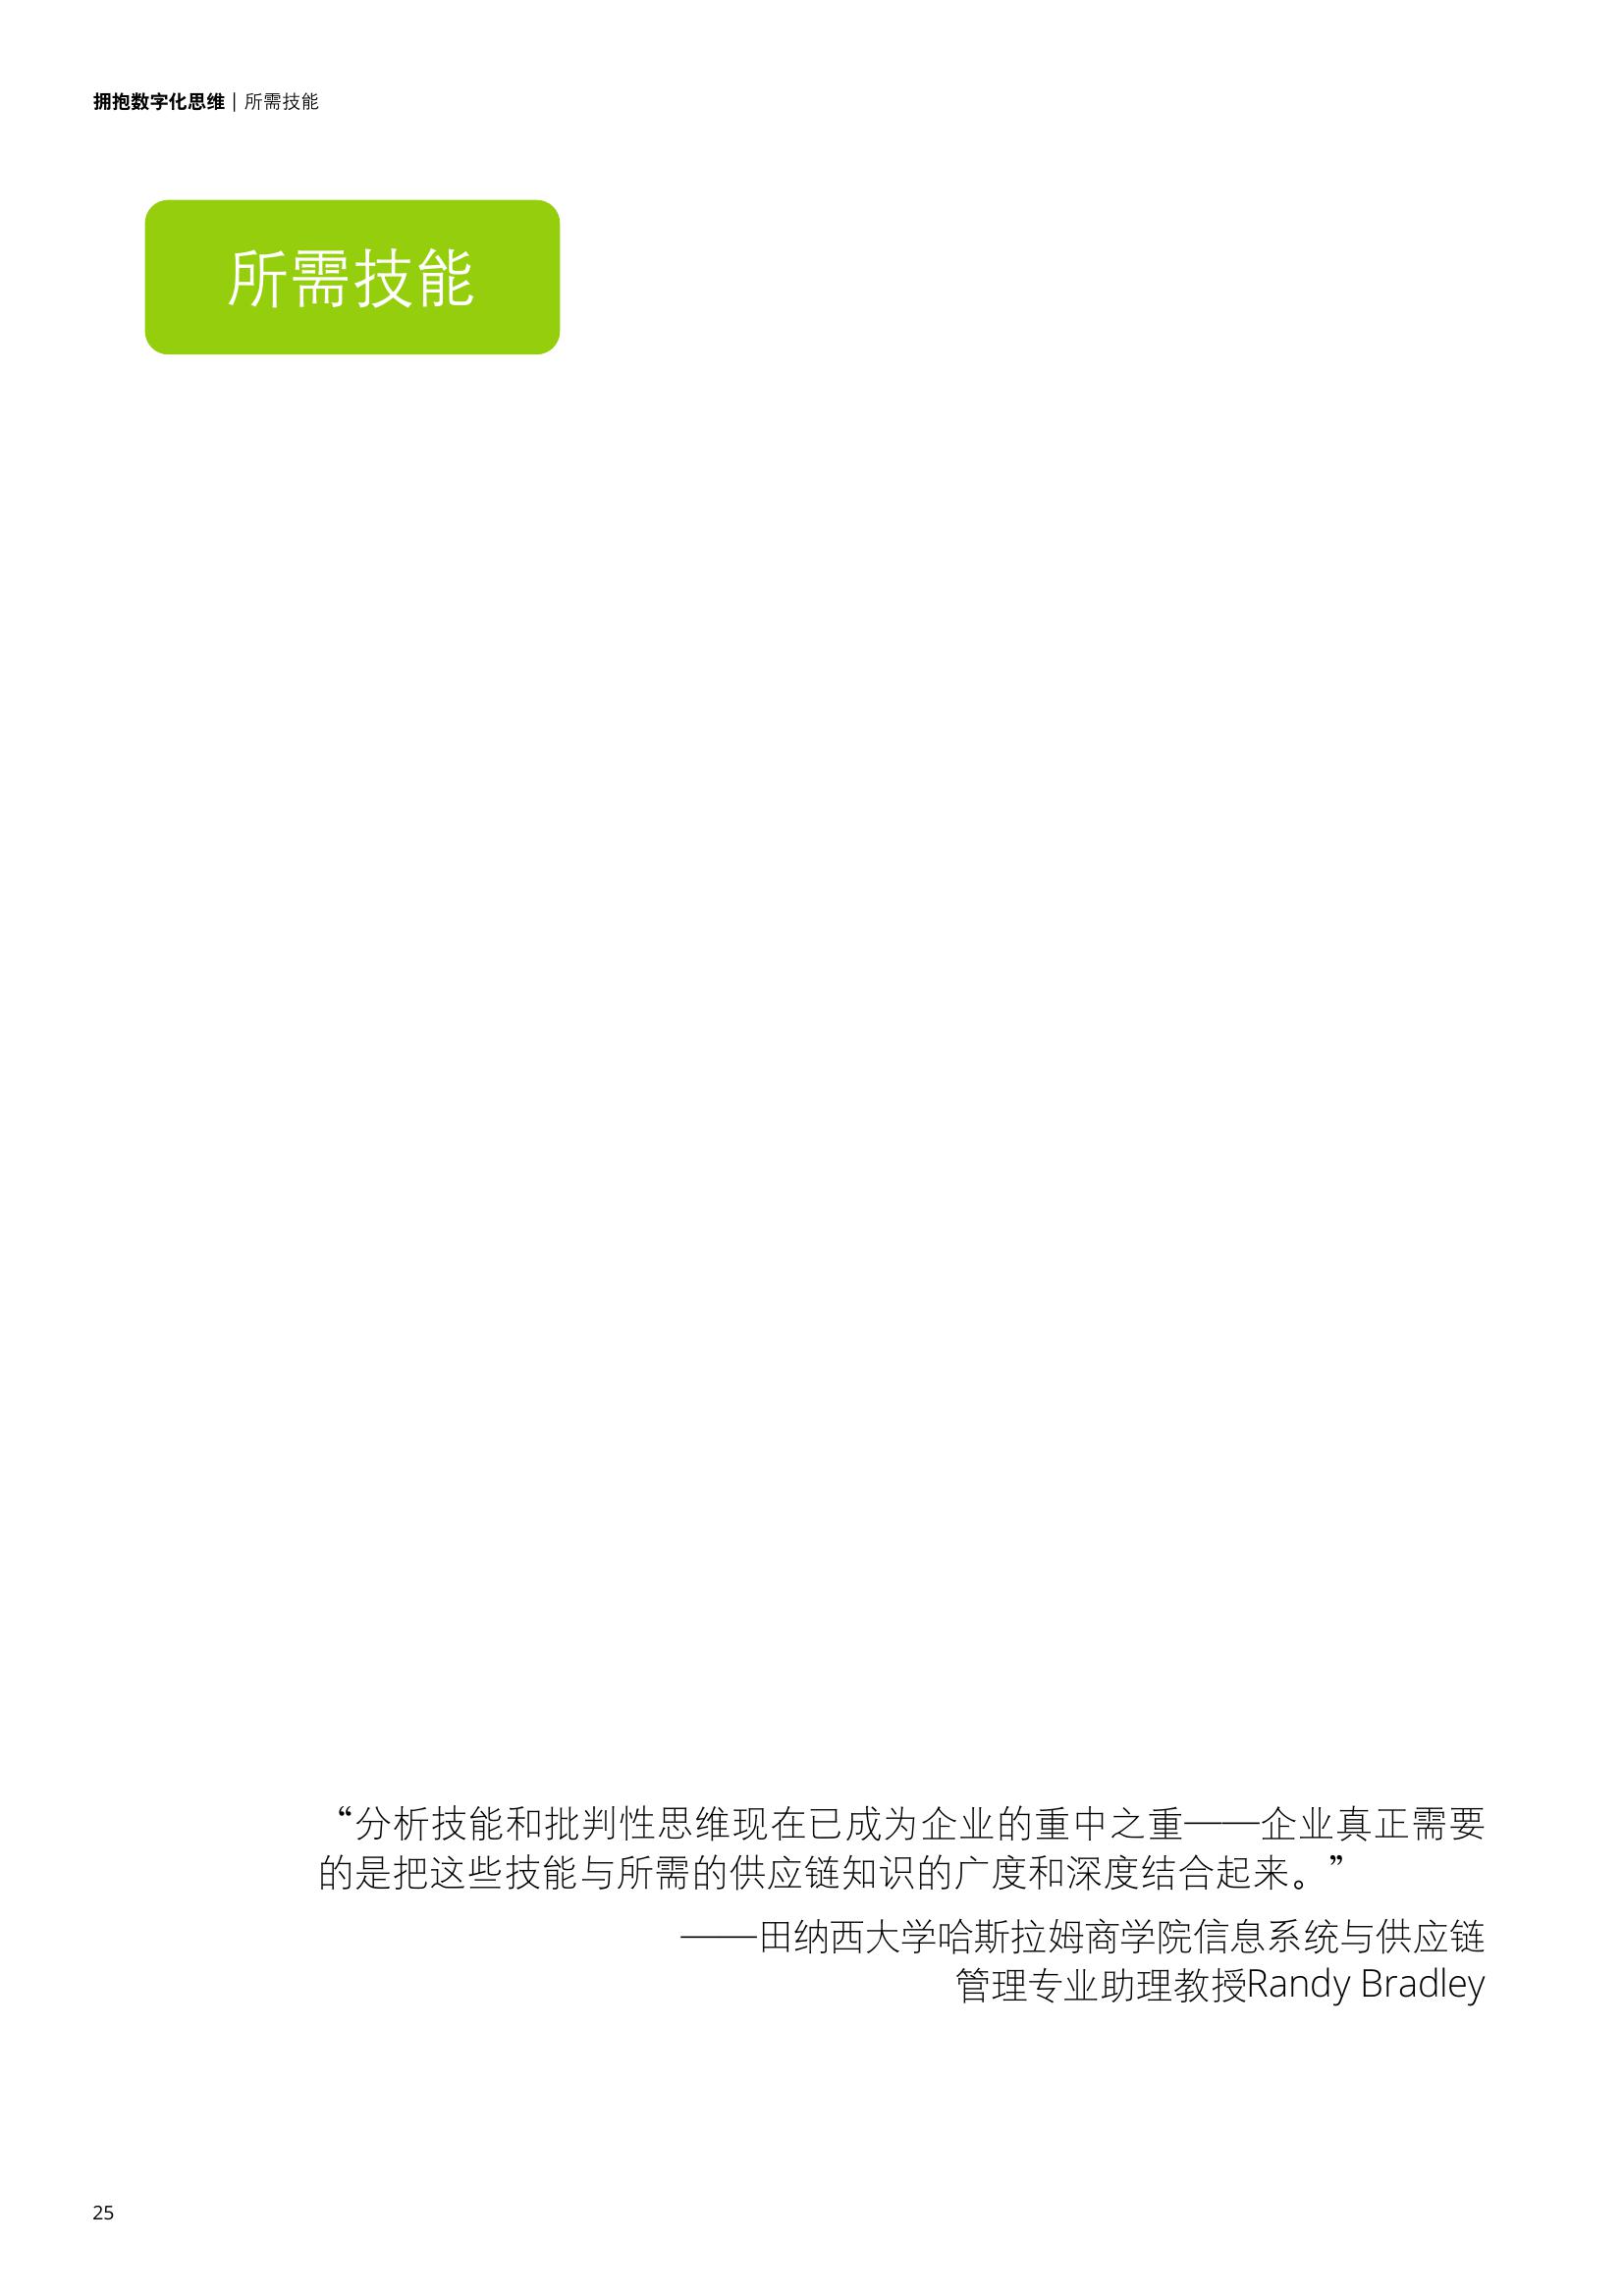 拥抱数字化思维 | 所需技能
所需技能
“分析技能和批判性思维现在已成为企业的重中之重——企业真正需要
的是把这些技能与所需的供应链知识的广度和深度结合起来。”
——田纳西大学哈斯拉姆商学院信息系统与供应链
管理专业助理教授Randy Bradley
25